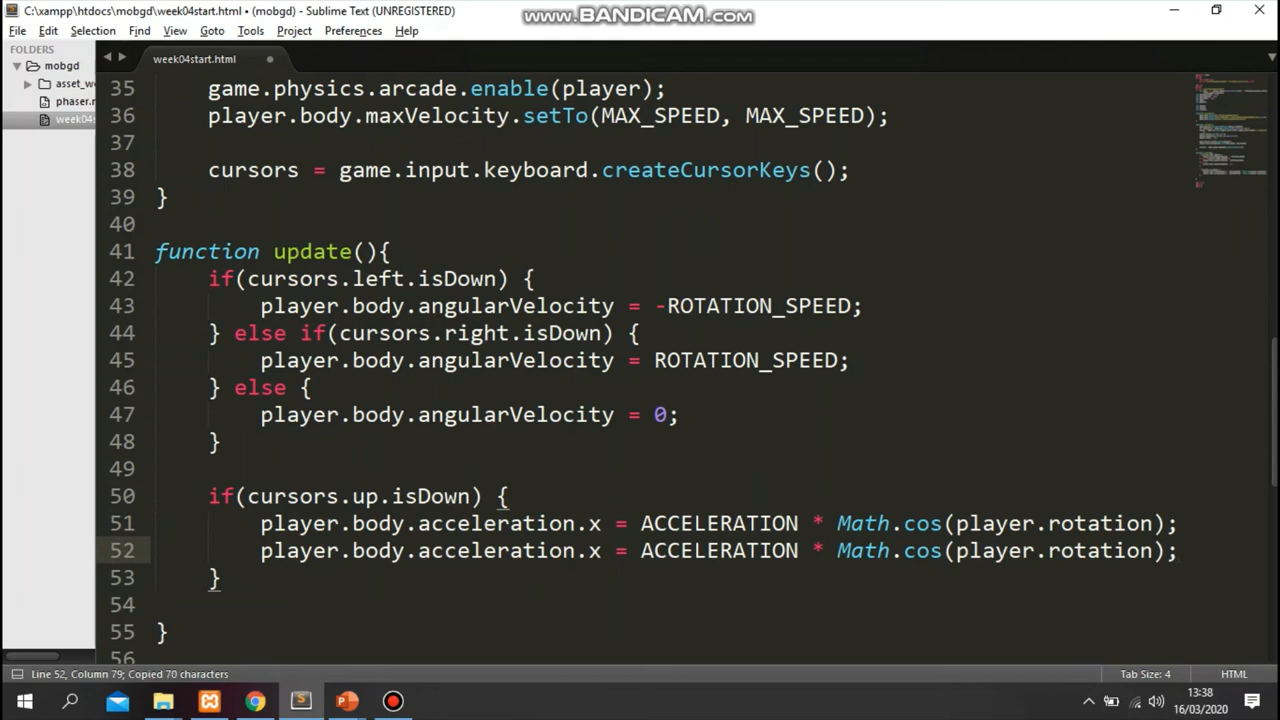 C:\xampp\htdocs\mobgd\week04start.html • (mobgd) - Sublime Text (UNREGISTERED)
www.BANDICAM.com
File Edit Selection Find View Goto Tools Project Preferences Help
FOLDERS
mobgd
asset_w
phaser.r
week04s
week04start.html
35 game.physics.arcade.enable(player);
36 player.body.maxVelocity.setTo(MAX_SPEED, MAX_SPEED);
37
38 cursors = game.input.keyboard.createCursorKeys();
39 }
40
41 function update(){
42 if(cursors.left.isDown) {
43 player.body.angularVelocity = -ROTATION_SPEED;
44 } else if(cursors.right.isDown) {
45 player.body.angularVelocity = ROTATION_SPEED;
46 } else {
47 player.body.angularVelocity = 0;
48 }
49
50 if(cursors.up.isDown) {
51 player.body.acceleration.x = ACCELERATION * Math.cos(player.rotation);
52 player.body.acceleration.x = ACCELERATION * Math.cos(player.rotation);
53 }
54
55 }
56
Line 52, Column 79; Copied 70 characters
Tab Size: 4
HTML
13:38
16/03/2020